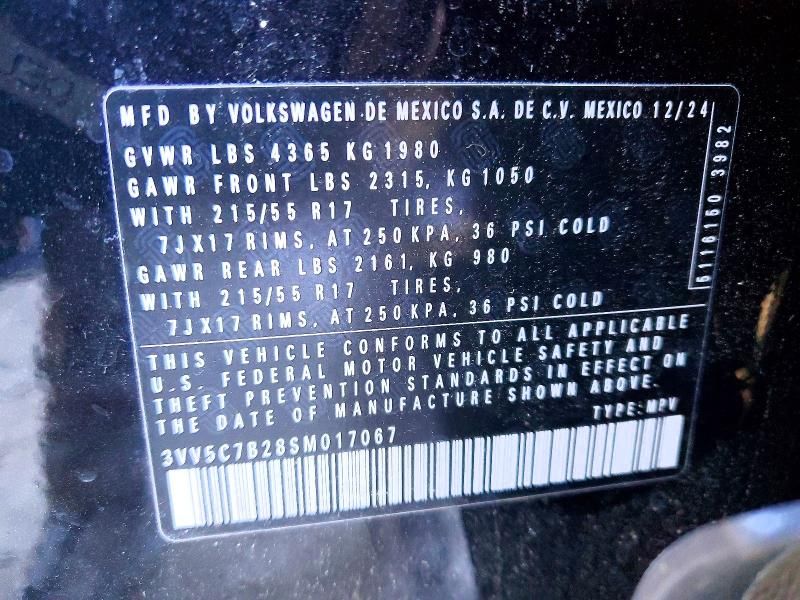 MFD BY VOLKSWAGEN DE MEXICO S.A. DE C.V. MEXICO 12/24
GVWR LBS 4365 KG 1980
GAWR FRONT LBS 2315, KG 1050
WITH 215/55 R17 TIRES,
7JX17 RIMS, AT 250 KPA, 36 PSI COLD
GAWR REAR LBS 2161, KG 980
WITH 215/55 R17 TIRES,
7JX17 RIMS, AT 250 KPA, 36 PSI COLD
THIS VEHICLE CONFORMS TO ALL APPLICABLE
U.S. FEDERAL MOTOR VEHICLE SAFETY AND
THEFT PREVENTION STANDARDS IN EFFECT ON
THE DATE OF MANUFACTURE SHOWN ABOVE.
TYPE:MPV
3VV5C7B28SM017067
5116150 3982